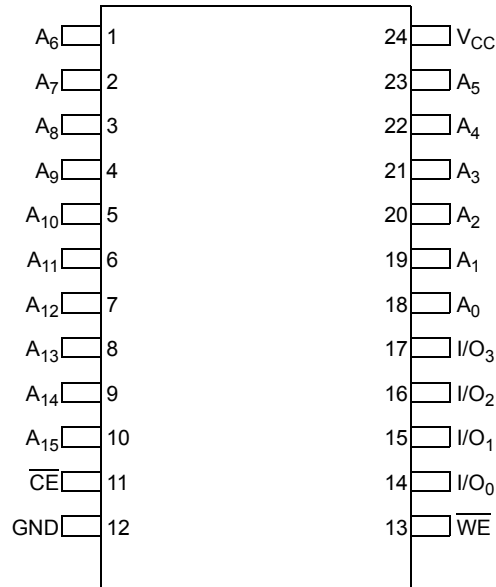 A6 1 24 VCC
A7 2 23 A5
A8 3 22 A4
A9 4 21 A3
A10 5 20 A2
A11 6 19 A1
A12 7 18 A0
A13 8 17 I/O3
A14 9 16 I/O2
A15 10 15 I/O1
C̅E̅ 11 14 I/O0
GND 12 13 W̅E̅